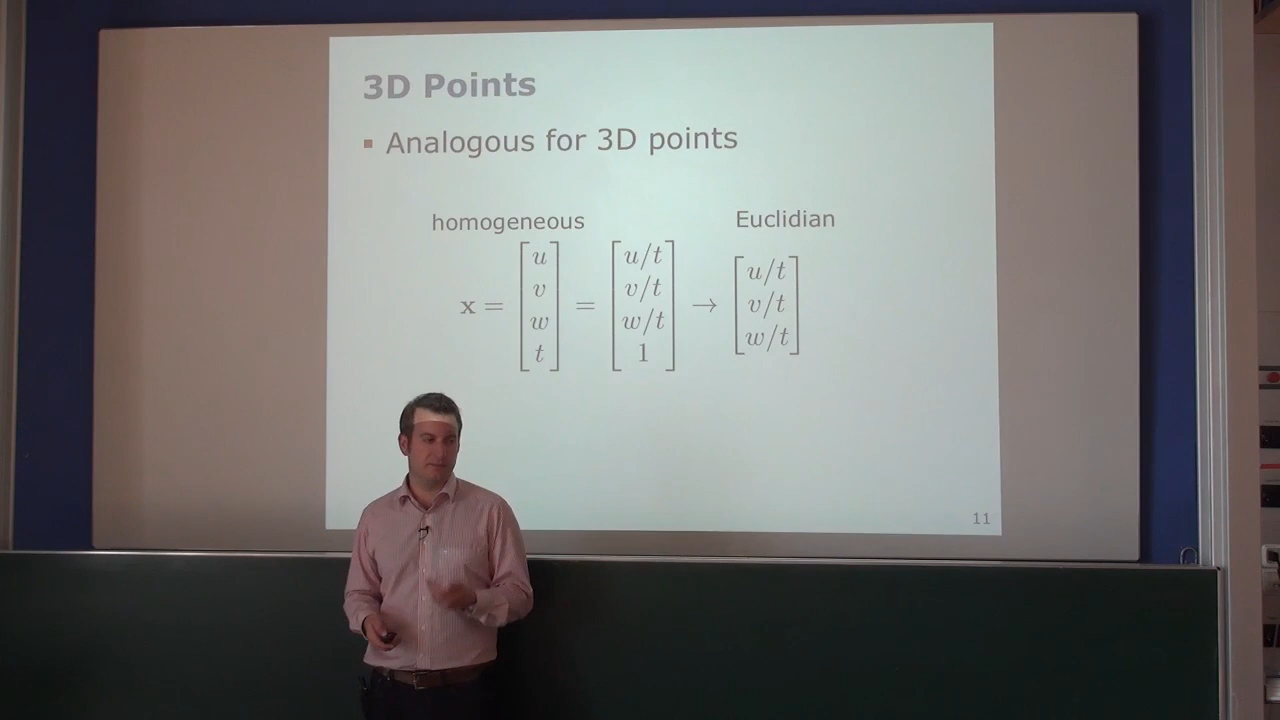 3D Points
▪ Analogous for 3D points
homogeneous Euclidian
x = [u v w t] = [u/t v/t w/t 1] → [u/t v/t w/t]
11